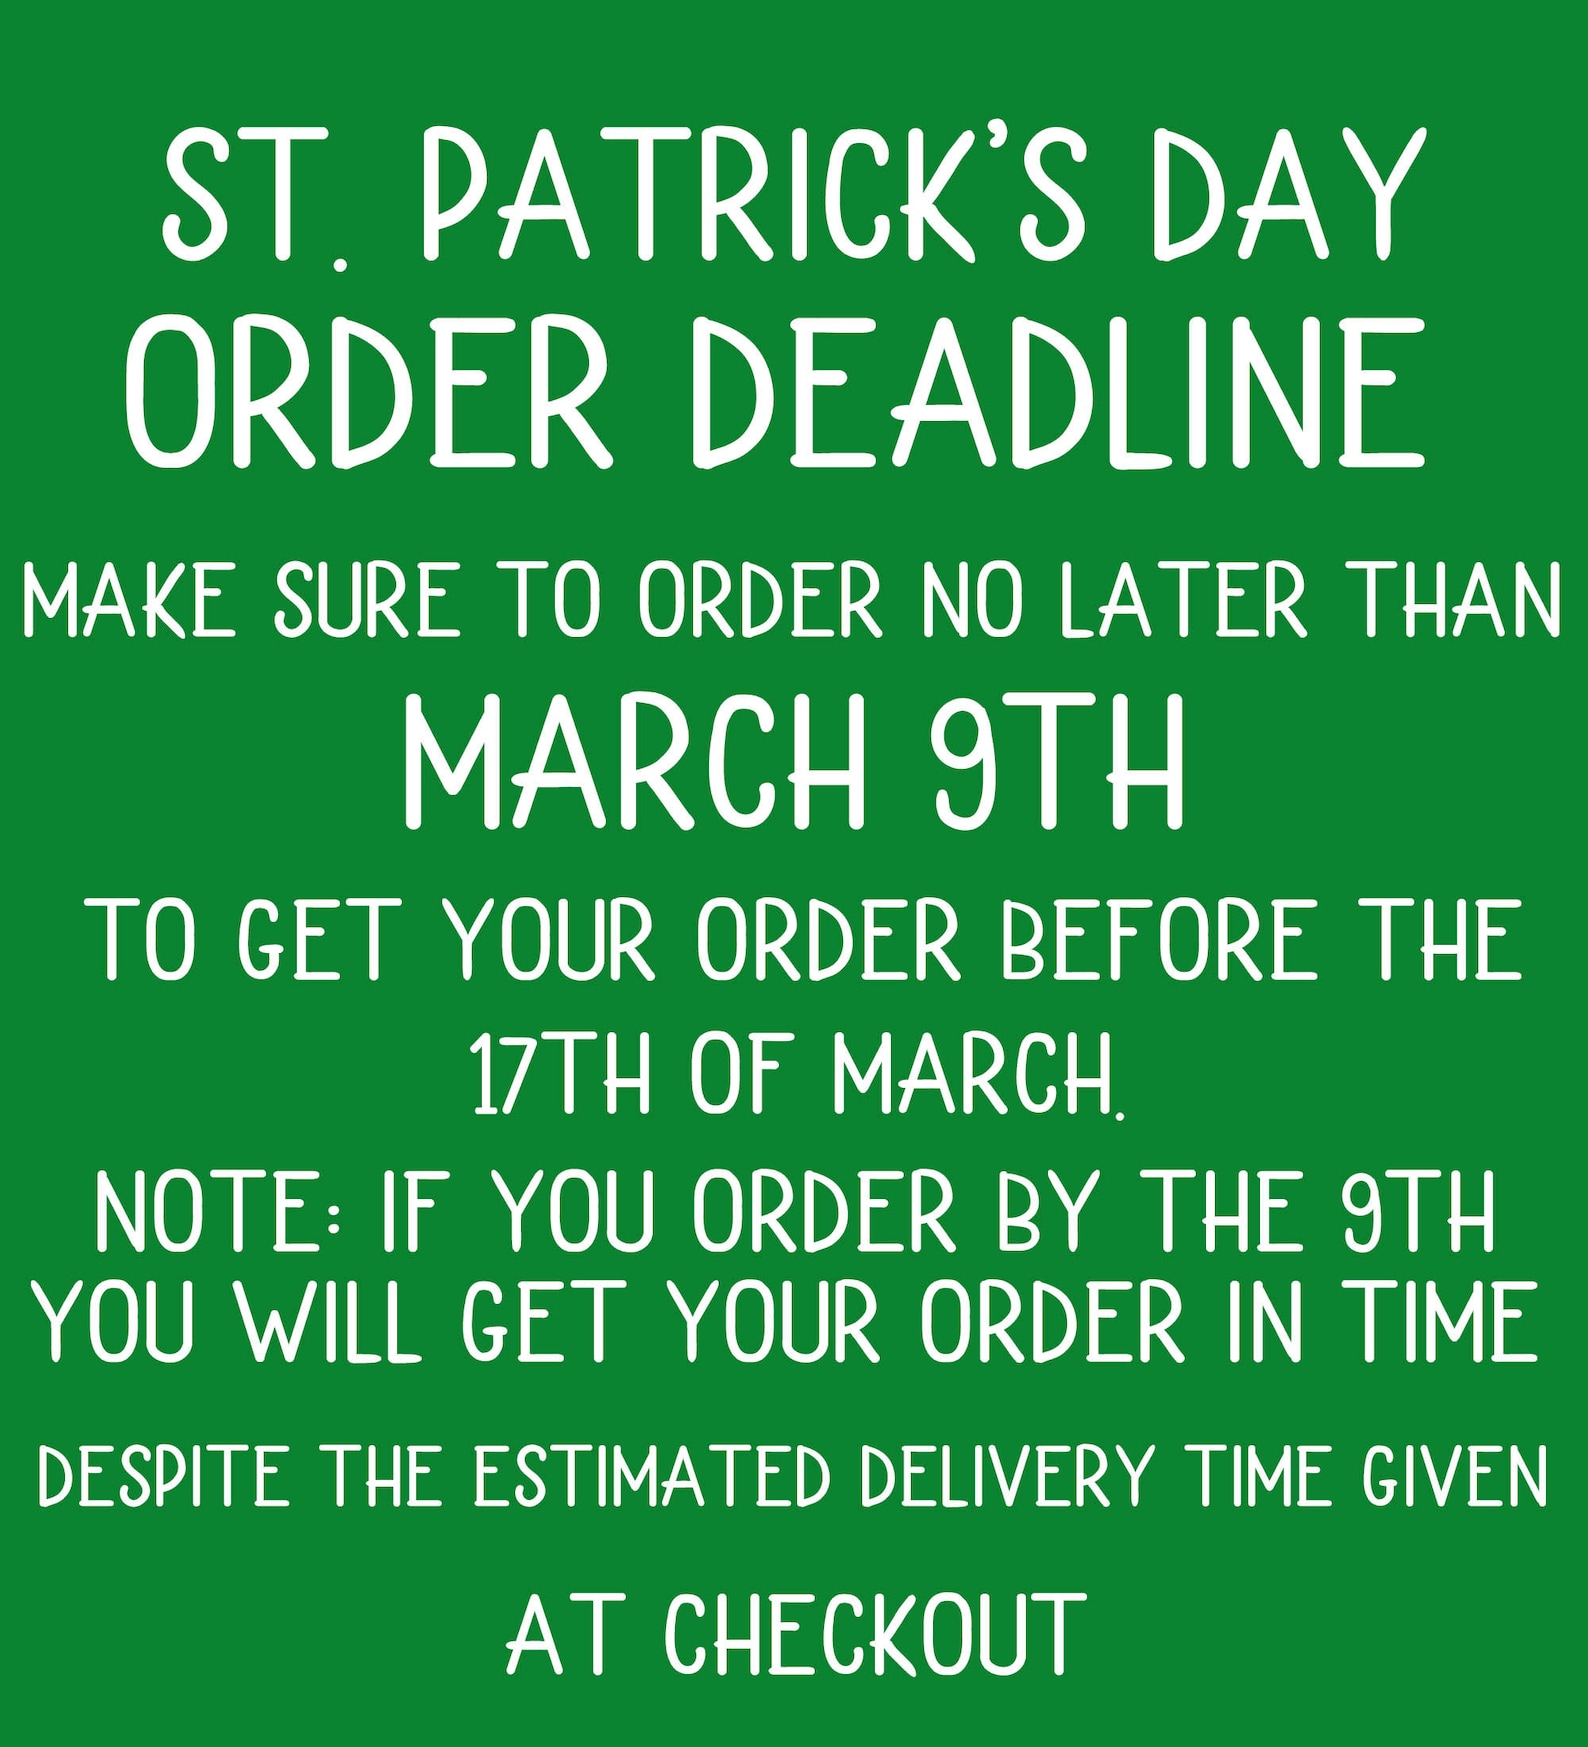 ST. PATRICK'S DAY
ORDER DEADLINE
MAKE SURE TO ORDER NO LATER THAN
MARCH 9TH
TO GET YOUR ORDER BEFORE THE
17TH OF MARCH.
NOTE: IF YOU ORDER BY THE 9TH
YOU WILL GET YOUR ORDER IN TIME
DESPITE THE ESTIMATED DELIVERY TIME GIVEN
AT CHECKOUT